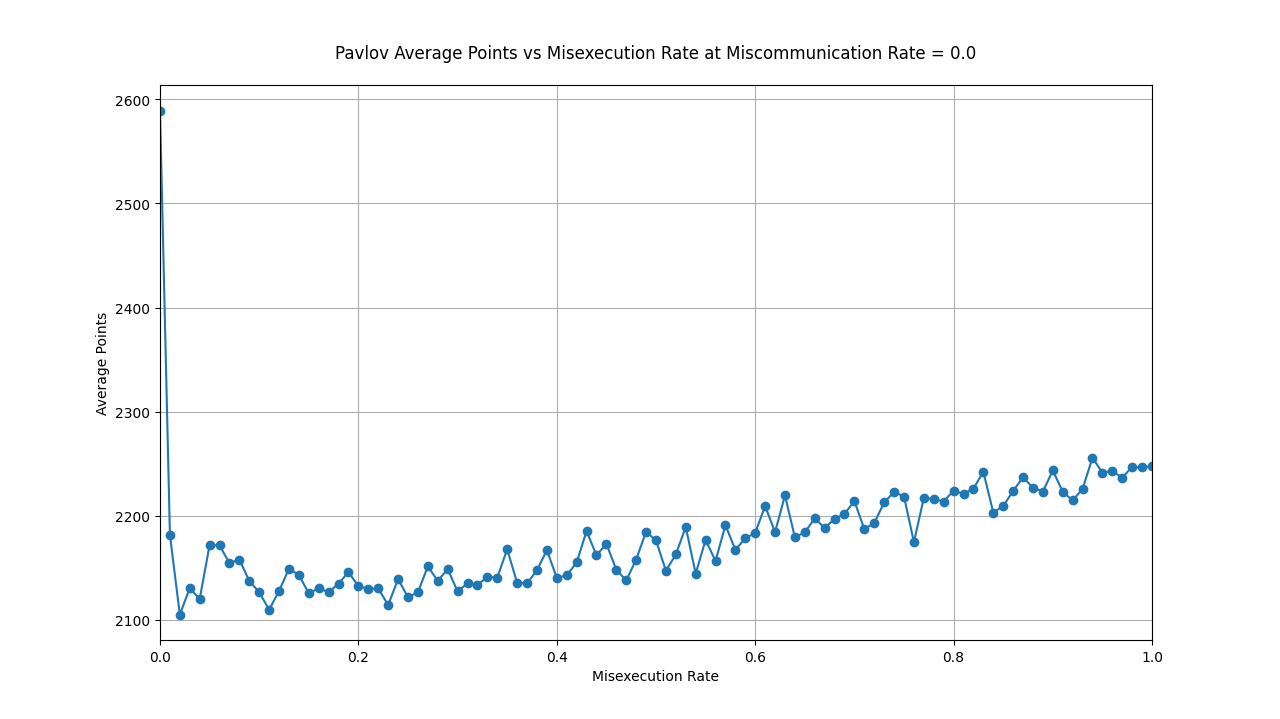 Pavlov Average Points vs Misexecution Rate at Miscommunication Rate = 0.0
2600
2500
2400
2300
2200
2100
Average Points
0.0 0.2 0.4 0.6 0.8 1.0
Misexecution Rate